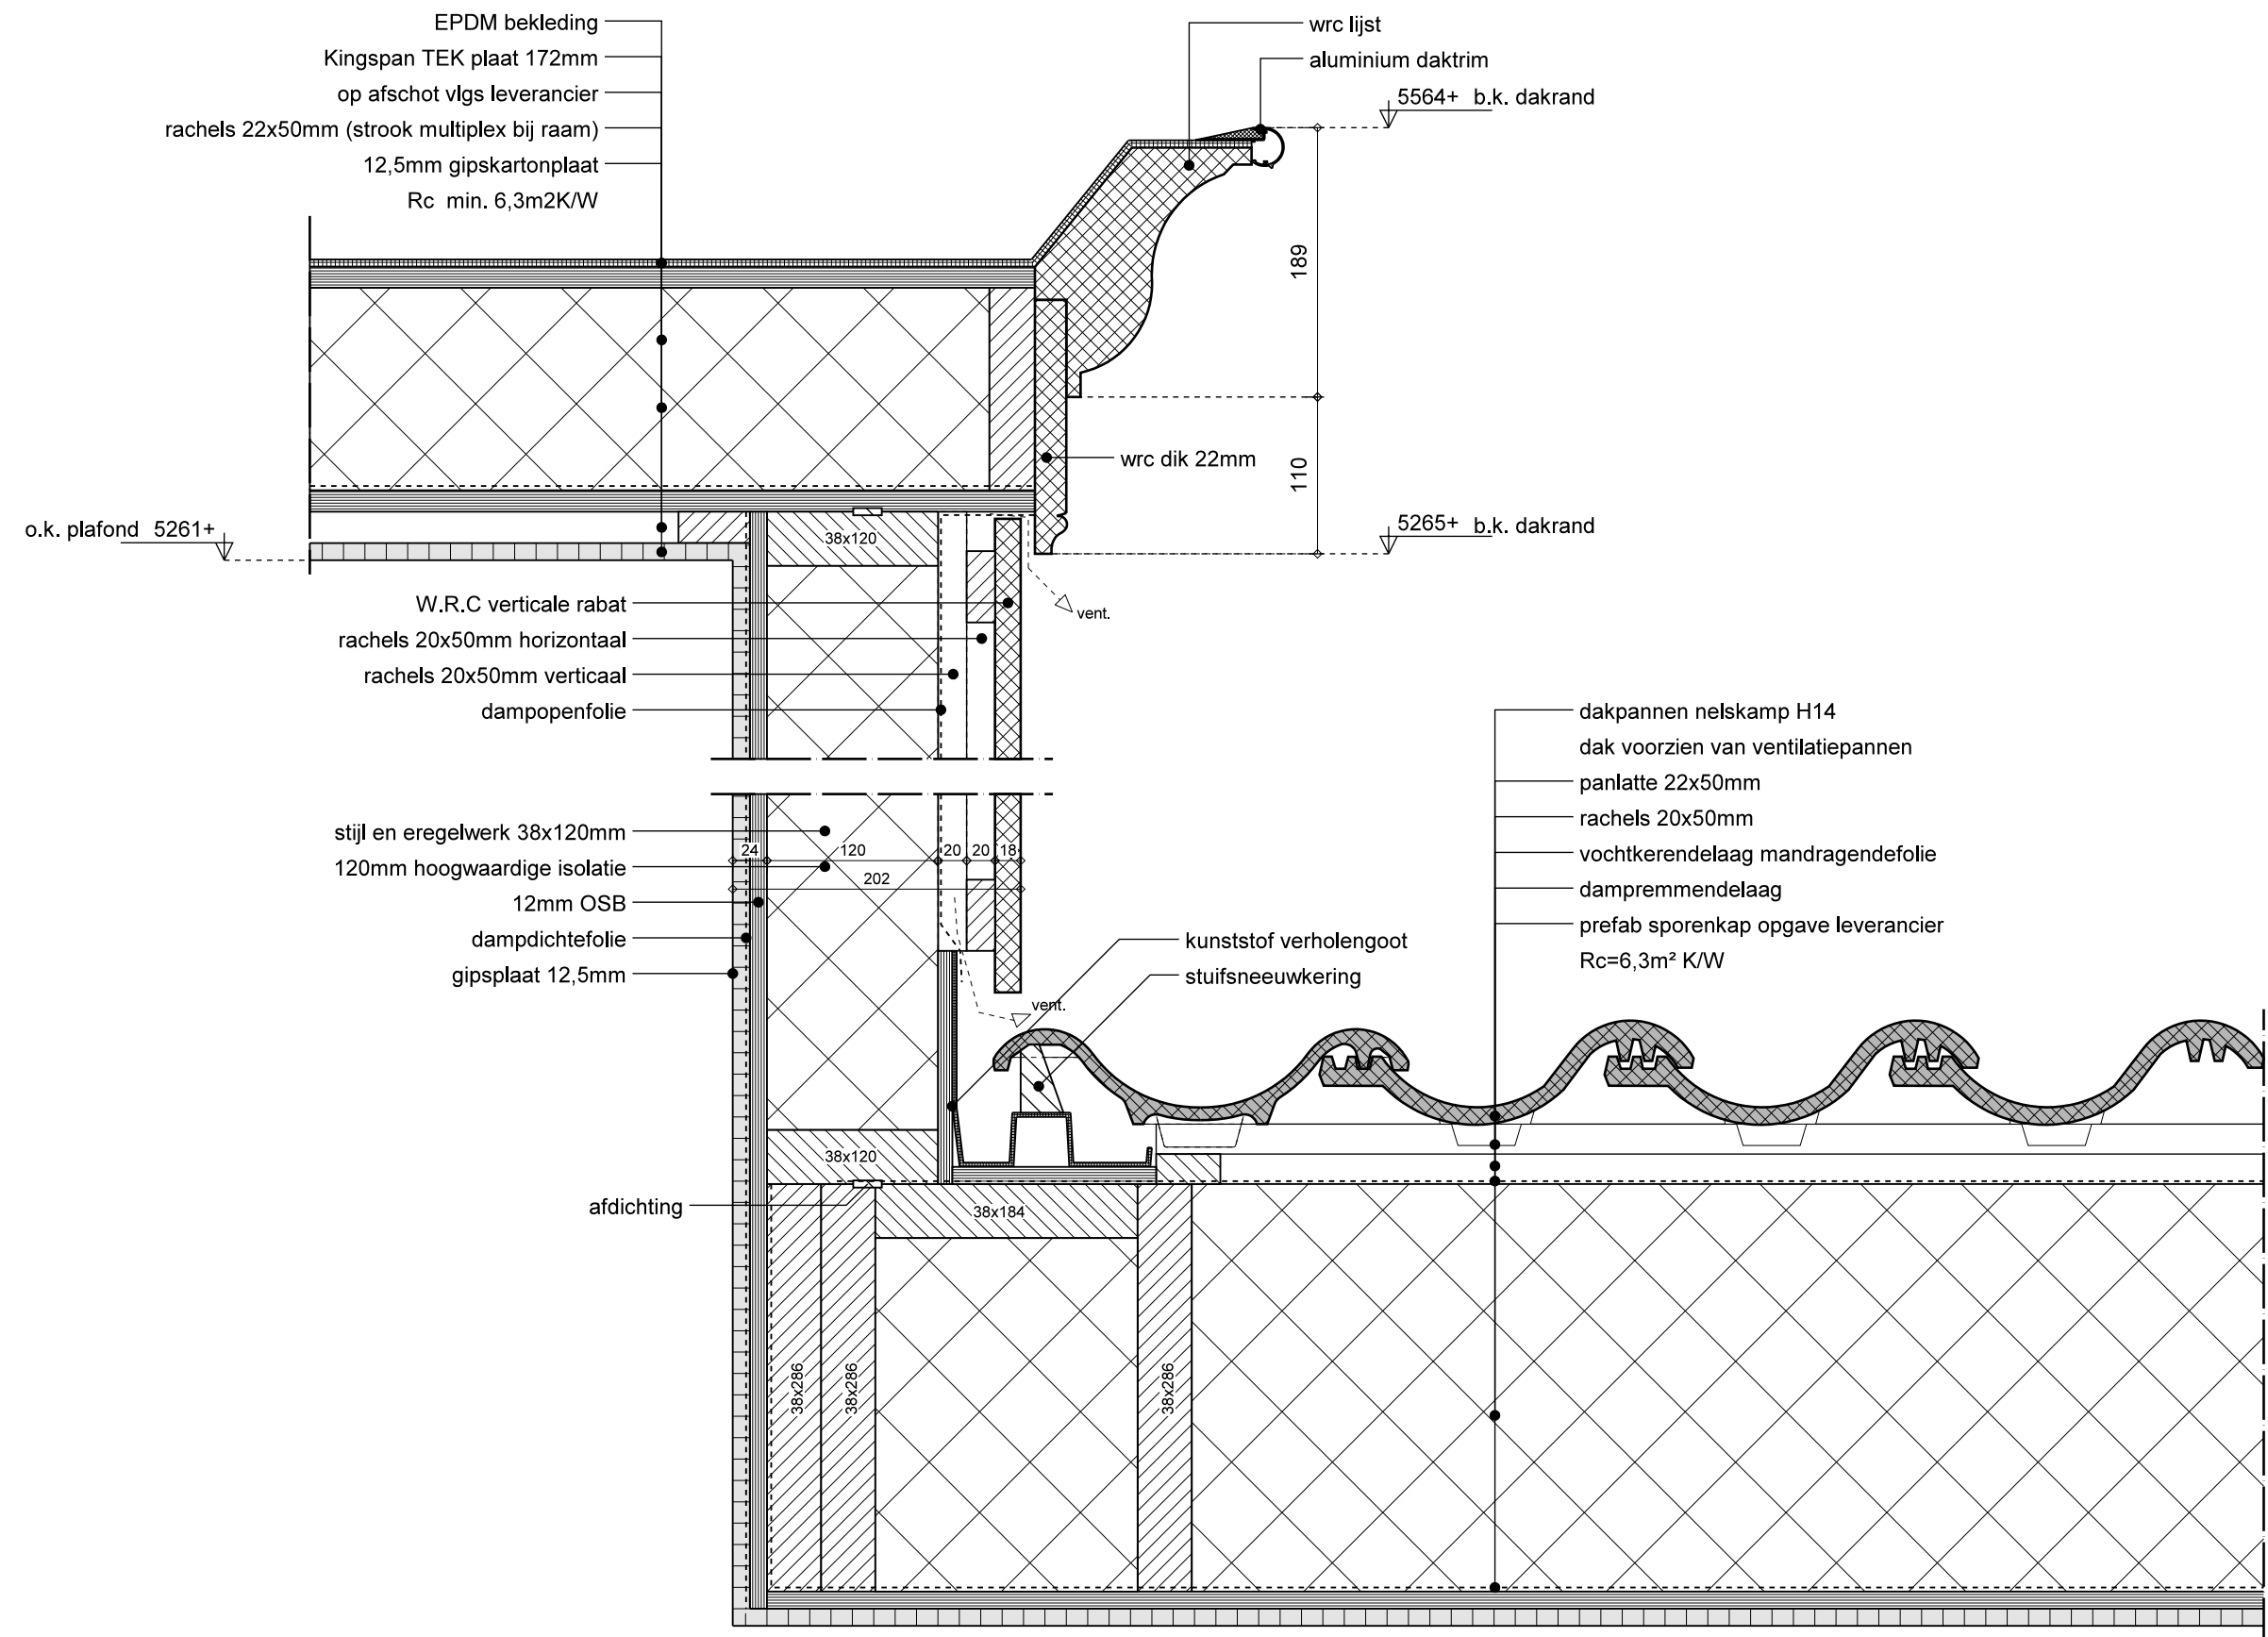 EPDM bekleding
Kingspan TEK plaat 172mm
op afschot vlgs leverancier
rachels 22x50mm (strook multiplex bij raam)
12,5mm gipskartonplaat
Rc min. 6,3m2K/W
wrc lijst
aluminium daktrim
5564+ b.k. dakrand
189
110
wrc dik 22mm
5265+ b.k. dakrand
o.k. plafond 5261+
38x120
vent.
W.R.C verticale rabat
rachels 20x50mm horizontaal
rachels 20x50mm verticaal
dampopenfolie
dakpannen nelskamp H14
dak voorzien van ventilatiepannen
panlatte 22x50mm
rachels 20x50mm
vochtkerendelaag mandragendefolie
dampremmendelaag
prefab sporenkap opgave leverancier
Rc=6,3m² K/W
stijl en eregelwerk 38x120mm
120mm hoogwaardige isolatie
12mm OSB
dampdichtefolie
gipsplaat 12,5mm
24 120 20 20 18
202
kunststof verholengoot
stuifsneeuwkering
vent.
38x120
afdichting
38x184
38x286
38x286
38x286